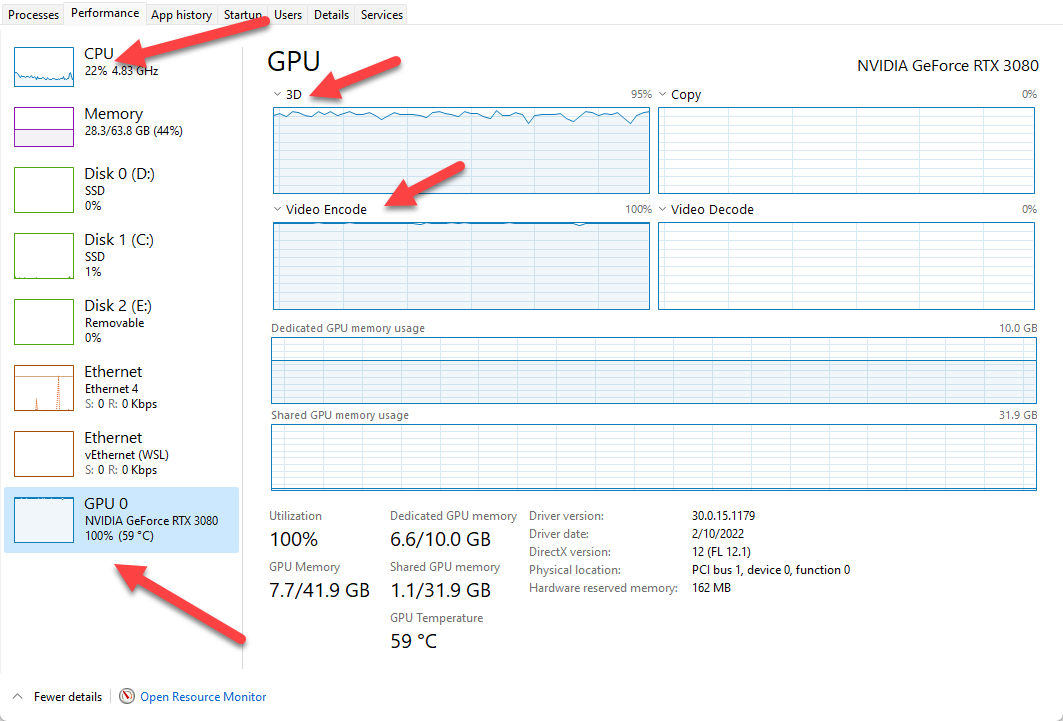 Processes Performance App history Startup Users Details Services
CPU
22% 4.83 GHz
Memory
28.3/63.8 GB (44%)
Disk 0 (D:)
SSD
0%
Disk 1 (C:)
SSD
1%
Disk 2 (E:)
Removable
0%
Ethernet
Ethernet 4
S: 0 R: 0 Kbps
Ethernet
vEthernet (WSL)
S: 0 R: 0 Kbps
GPU 0
NVIDIA GeForce RTX 3080
100% (59 °C)
GPU NVIDIA GeForce RTX 3080
3D 95% Copy 0%
Video Encode 100% Video Decode 0%
Dedicated GPU memory usage 10.0 GB
Shared GPU memory usage 31.9 GB
Utilization
100%
GPU Memory
7.7/41.9 GB
Dedicated GPU memory
6.6/10.0 GB
Shared GPU memory
1.1/31.9 GB
GPU Temperature
59 °C
Driver version: 30.0.15.1179
Driver date: 2/10/2022
DirectX version: 12 (FL 12.1)
Physical location: PCI bus 1, device 0, function 0
Hardware reserved memory: 162 MB
Fewer details Open Resource Monitor